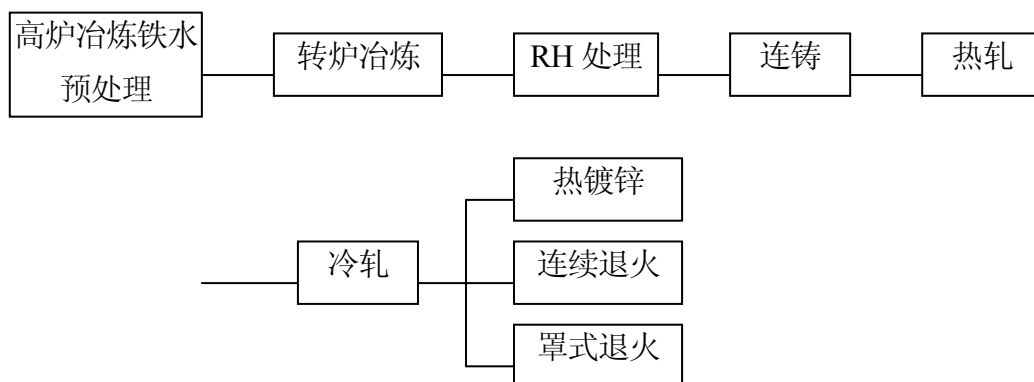 高炉冶炼铁水
预处理
转炉冶炼
RH 处理
连铸
热轧
热镀锌
冷轧
连续退火
罩式退火